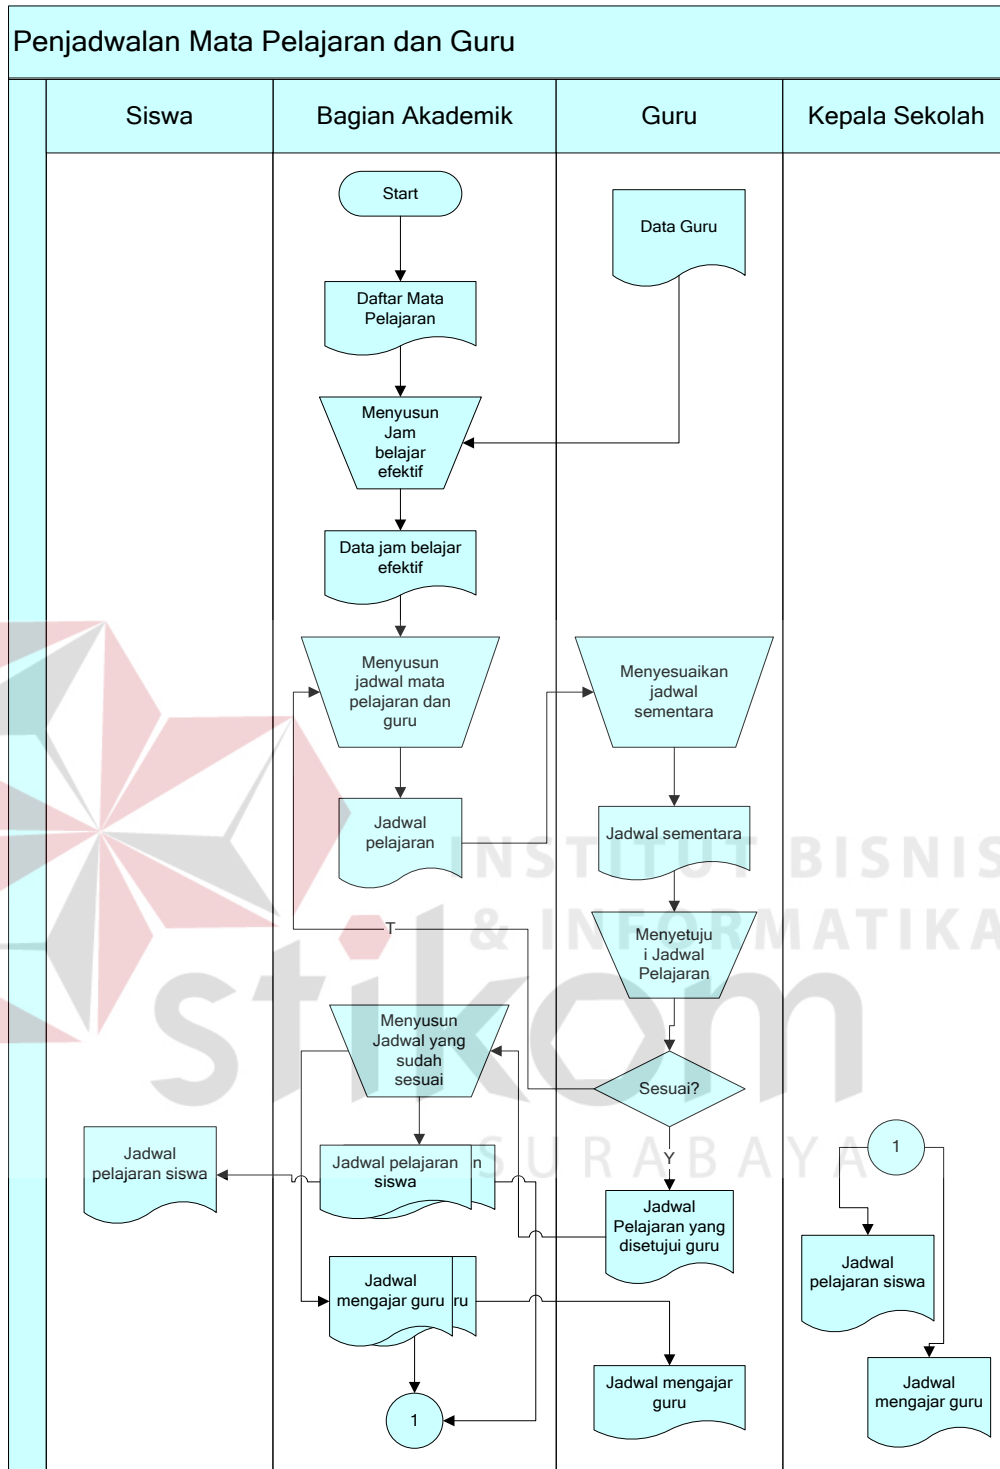 Penjadwalan Mata Pelajaran dan Guru
Siswa
Bagian Akademik
Guru
Kepala Sekolah
Start
Data Guru
Daftar Mata
Pelajaran
Menyusun
Jam
belajar
efektif
Data jam belajar
efektif
Menyusun
jadwal mata
pelajaran dan
guru
Menyesuaikan
jadwal
sementara
Jadwal
pelajaran
Jadwal sementara
INSTITUT BISNIS
& INFORMATIKA
T
Menyetuju
i Jadwal
Pelajaran
stikom
Menyusun
Jadwal yang
sudah
sesuai
Sesuai?
SURABAYA
Y
1
Jadwal
pelajaran siswa
Jadwal pelajaran
siswa
n
Jadwal
Pelajaran yang
disetujui guru
Jadwal
pelajaran siswa
Jadwal
mengajar guru
ru
Jadwal mengajar
guru
Jadwal
mengajar guru
1